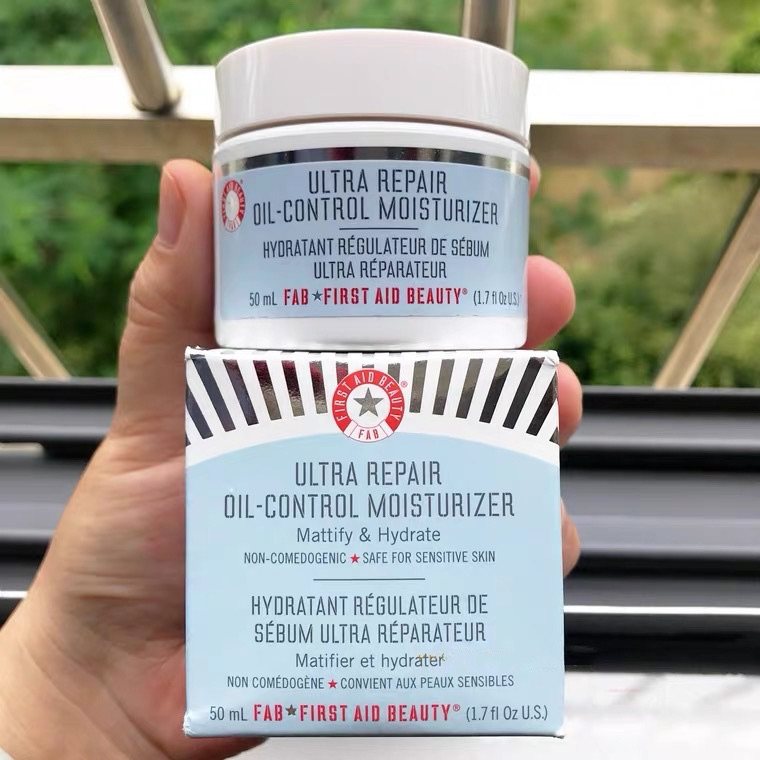 ULTRA REPAIR
OIL-CONTROL MOISTURIZER
HYDRATANT RÉGULATEUR DE SÉBUM
ULTRA RÉPARATEUR
50 mL FAB★FIRST AID BEAUTY® (1.7 fl Oz U.S.)
FIRST AID BEAUTY®
FAB
ULTRA REPAIR
OIL-CONTROL MOISTURIZER
Mattify & Hydrate
NON-COMEDOGENIC ★ SAFE FOR SENSITIVE SKIN
HYDRATANT RÉGULATEUR DE
SÉBUM ULTRA RÉPARATEUR
Matifier et hydrater
NON COMÉDOGÈNE ★ CONVIENT AUX PEAUX SENSIBLES
50 mL FAB★FIRST AID BEAUTY® (1.7 fl Oz U.S.)